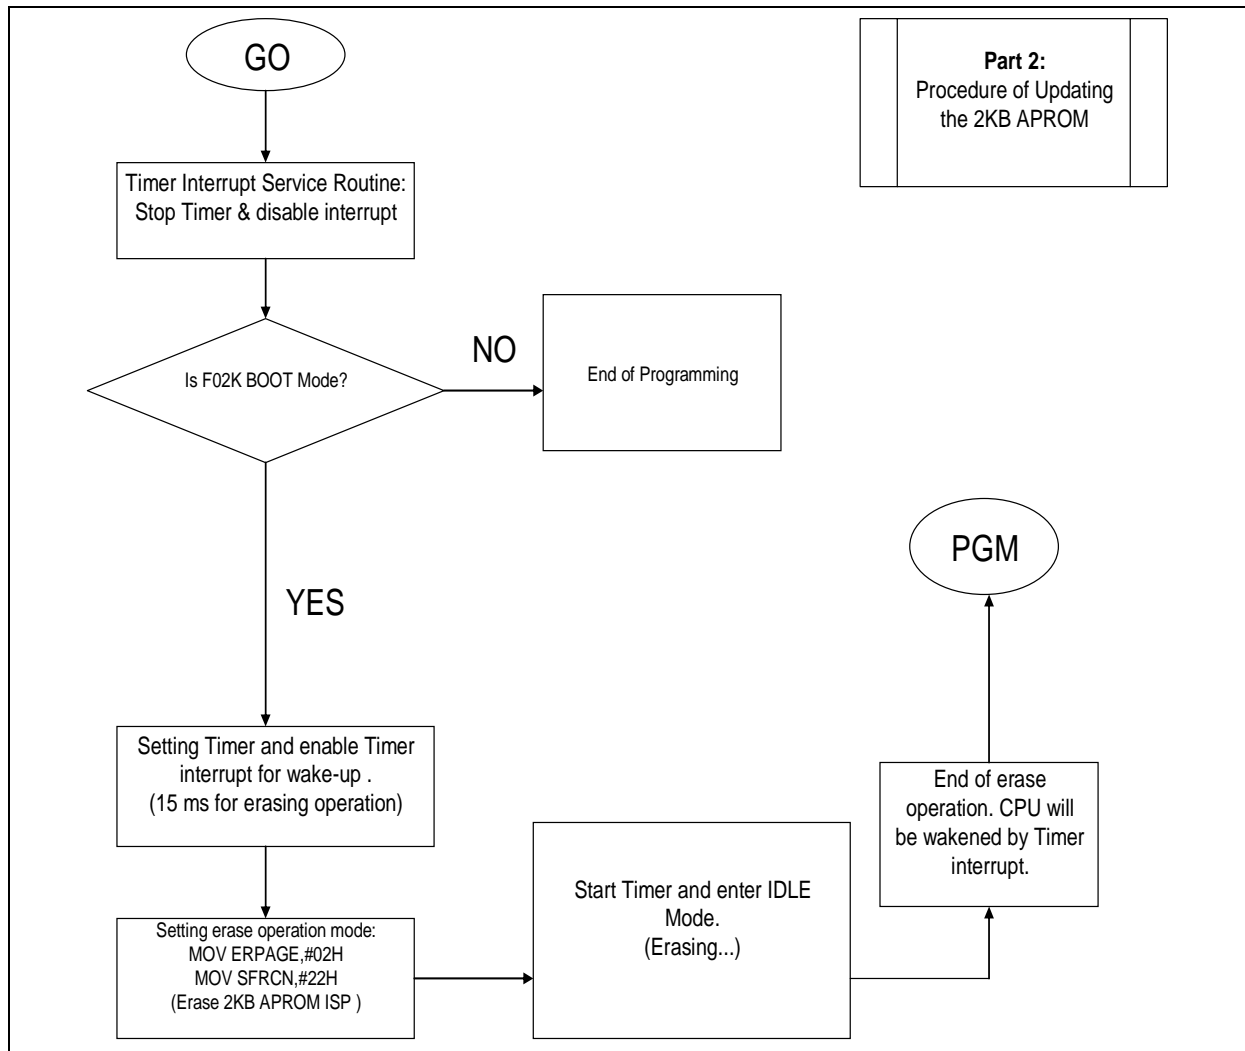 GO
Part 2:
Procedure of Updating
the 2KB APROM
Timer Interrupt Service Routine:
Stop Timer & disable interrupt
Is F02K BOOT Mode?
NO
End of Programming
YES
PGM
Setting Timer and enable Timer
interrupt for wake-up .
(15 ms for erasing operation)
End of erase
operation. CPU will
be wakened by Timer
interrupt.
Setting erase operation mode:
MOV ERPAGE,#02H
MOV SFRCN,#22H
(Erase 2KB APROM ISP )
Start Timer and enter IDLE
Mode.
(Erasing...)